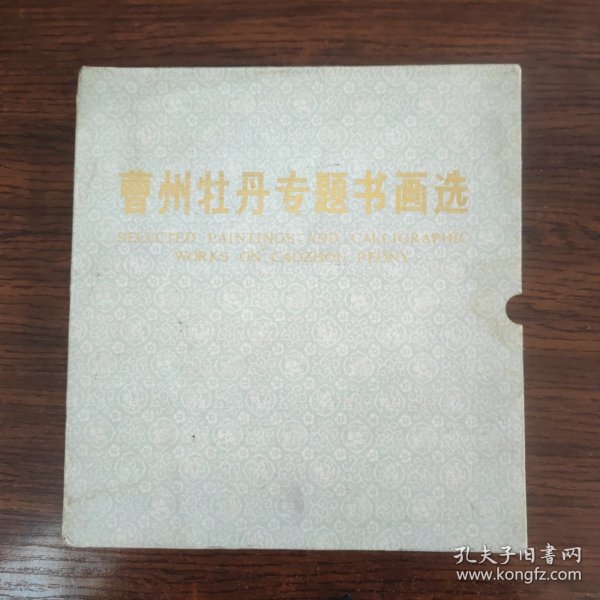 曹州牡丹专题书画选
SELECTED PAINTINGS AND CALLIGRAPHIC
WORKS ON CAOZHOU PEONY
孔夫子旧書网
www.kongfz.com